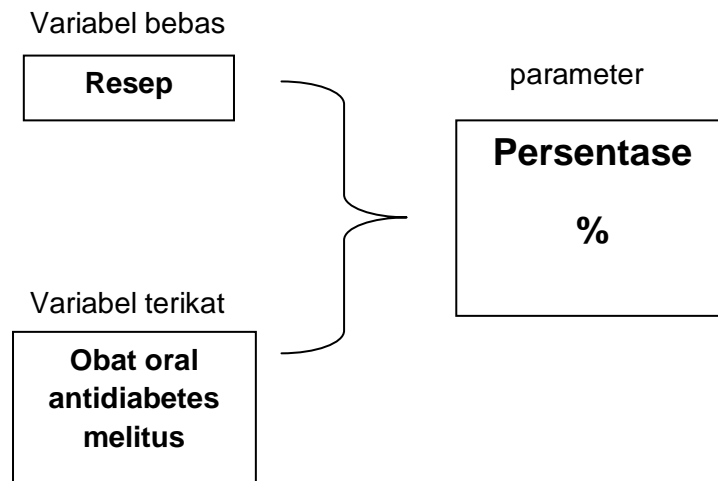 Variabel bebas
Resep
parameter
Persentase
%
Variabel terikat
Obat oral
antidiabetes
melitus